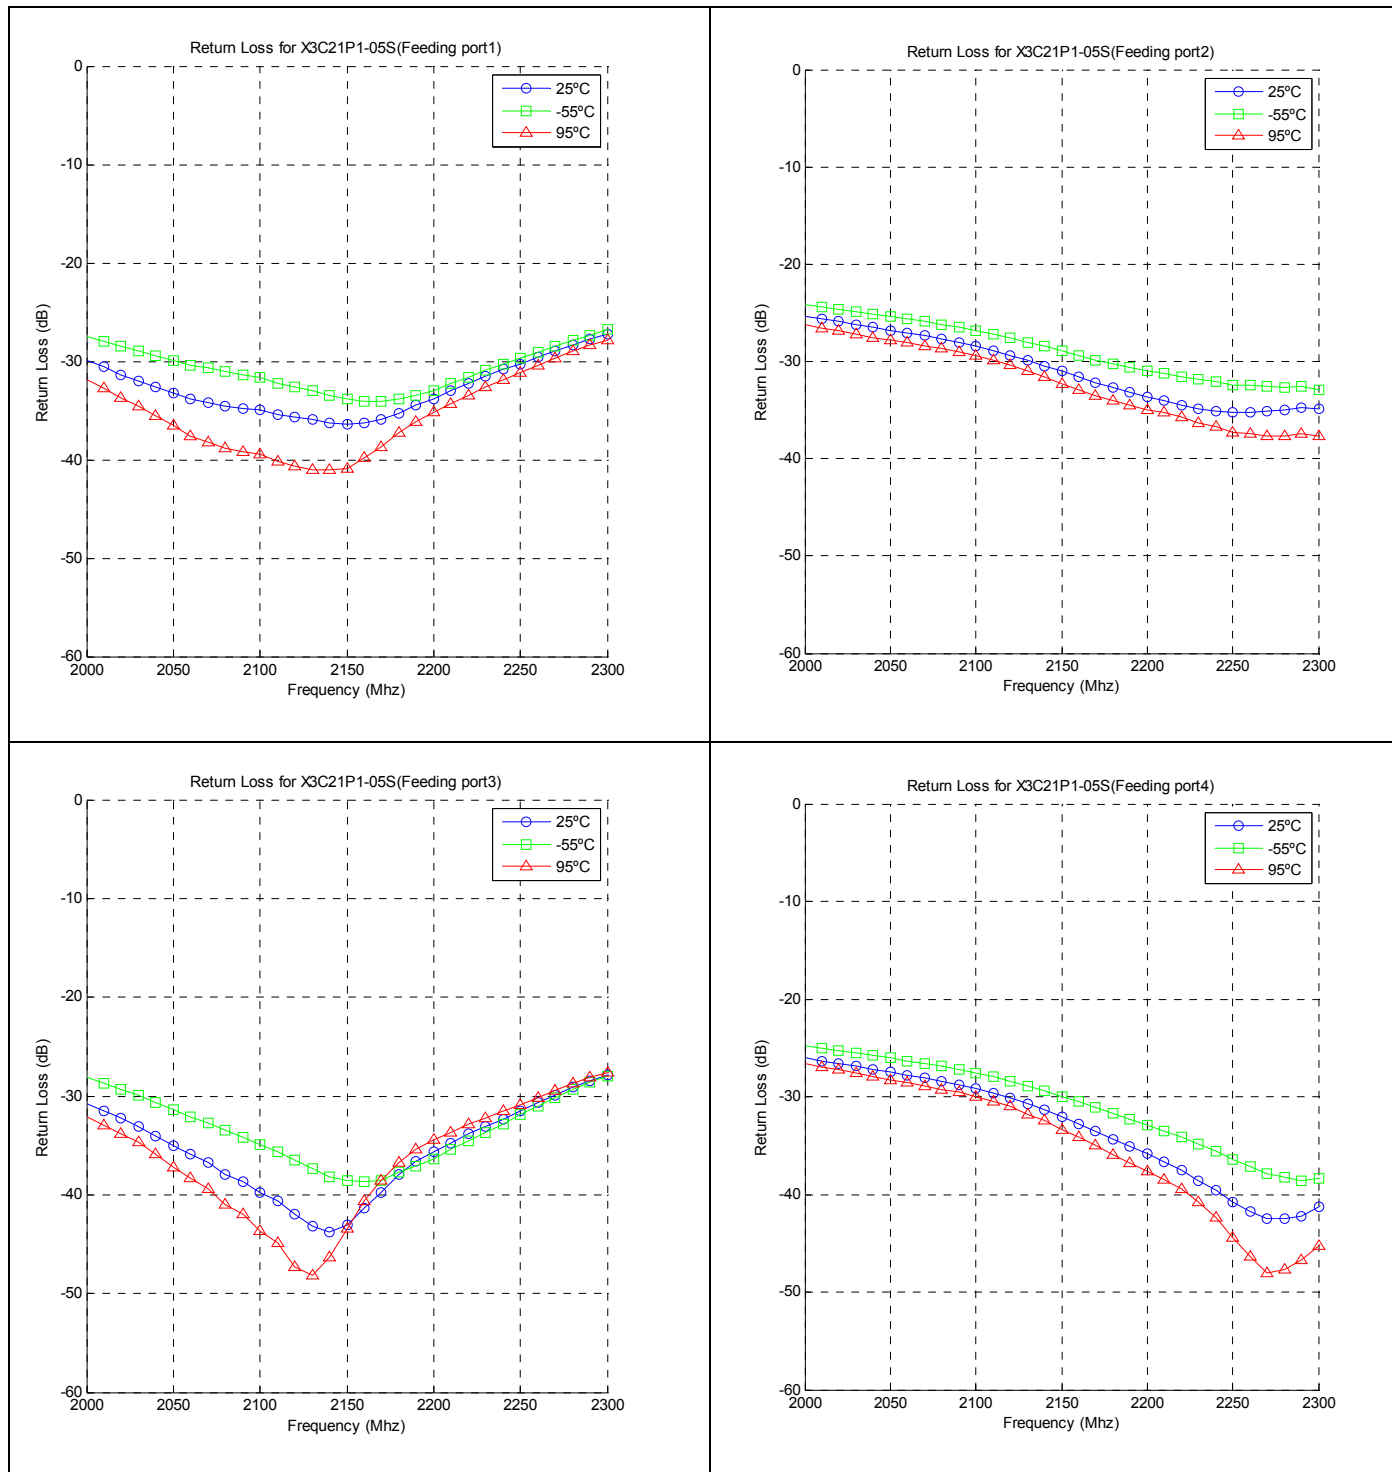 Return Loss for X3C21P1-05S(Feeding port1)
0
-10
-20
-30
-40
-50
-60
Return Loss (dB)
25ºC
-55ºC
95ºC
2000 2050 2100 2150 2200 2250 2300
Frequency (Mhz)
Return Loss for X3C21P1-05S(Feeding port2)
0
-10
-20
-30
-40
-50
-60
Return Loss (dB)
25ºC
-55ºC
95ºC
2000 2050 2100 2150 2200 2250 2300
Frequency (Mhz)
Return Loss for X3C21P1-05S(Feeding port3)
0
-10
-20
-30
-40
-50
-60
Return Loss (dB)
25ºC
-55ºC
95ºC
2000 2050 2100 2150 2200 2250 2300
Frequency (Mhz)
Return Loss for X3C21P1-05S(Feeding port4)
0
-10
-20
-30
-40
-50
-60
Return Loss (dB)
25ºC
-55ºC
95ºC
2000 2050 2100 2150 2200 2250 2300
Frequency (Mhz)